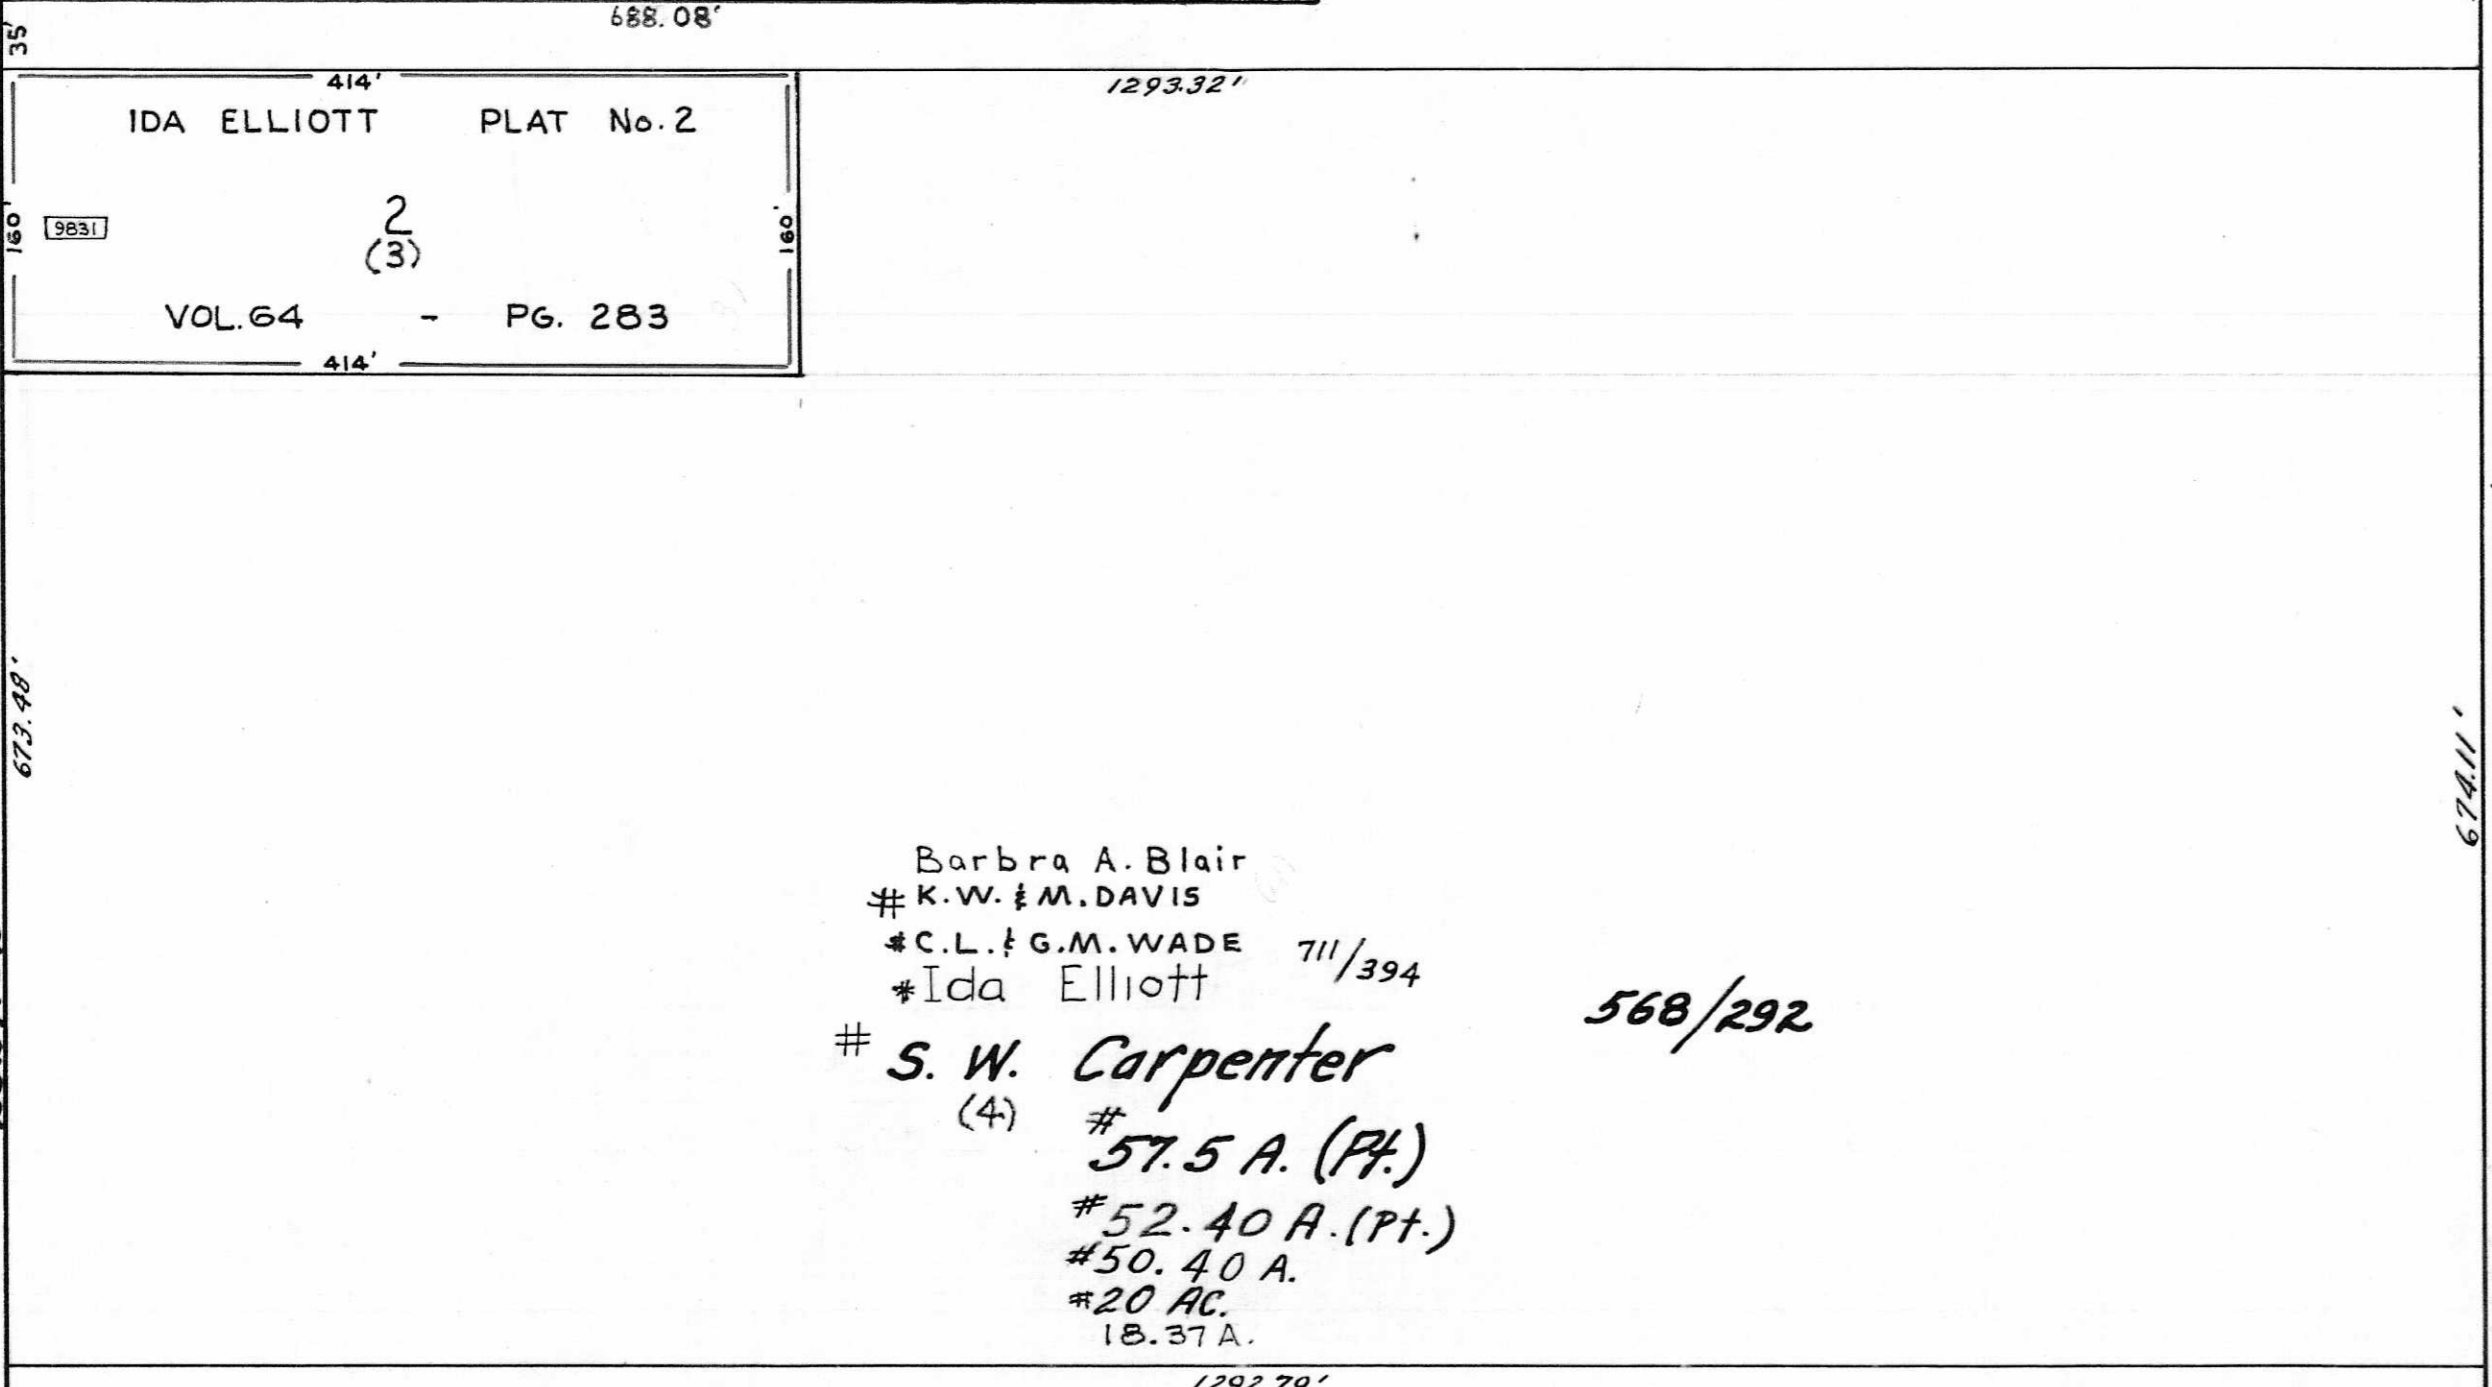 688.08'
35'
414'
1293.32'
IDA ELLIOTT PLAT No. 2
160'
9831
2
(3)
160'
VOL. 64 - PG. 283
414'
673.48'
674.11'
Barbra A. Blair
# K.W. & M. DAVIS
# C.L. & G.M. WADE
711/394
* Ida Elliott
568/292
# S. W. Carpenter
(4)
# 57.5 A. (Pt.)
# 52.40 A. (Pt.)
# 50.40 A.
# 20 AC.
18.37 A.
1292.79'